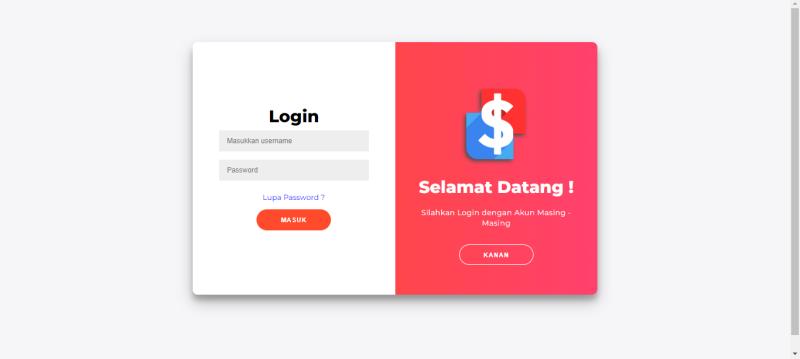 Login
Masukkan username
Password
Lupa Password ?
MASUK
$
Selamat Datang !
Silahkan Login dengan Akun Masing -
Masing
KANAN